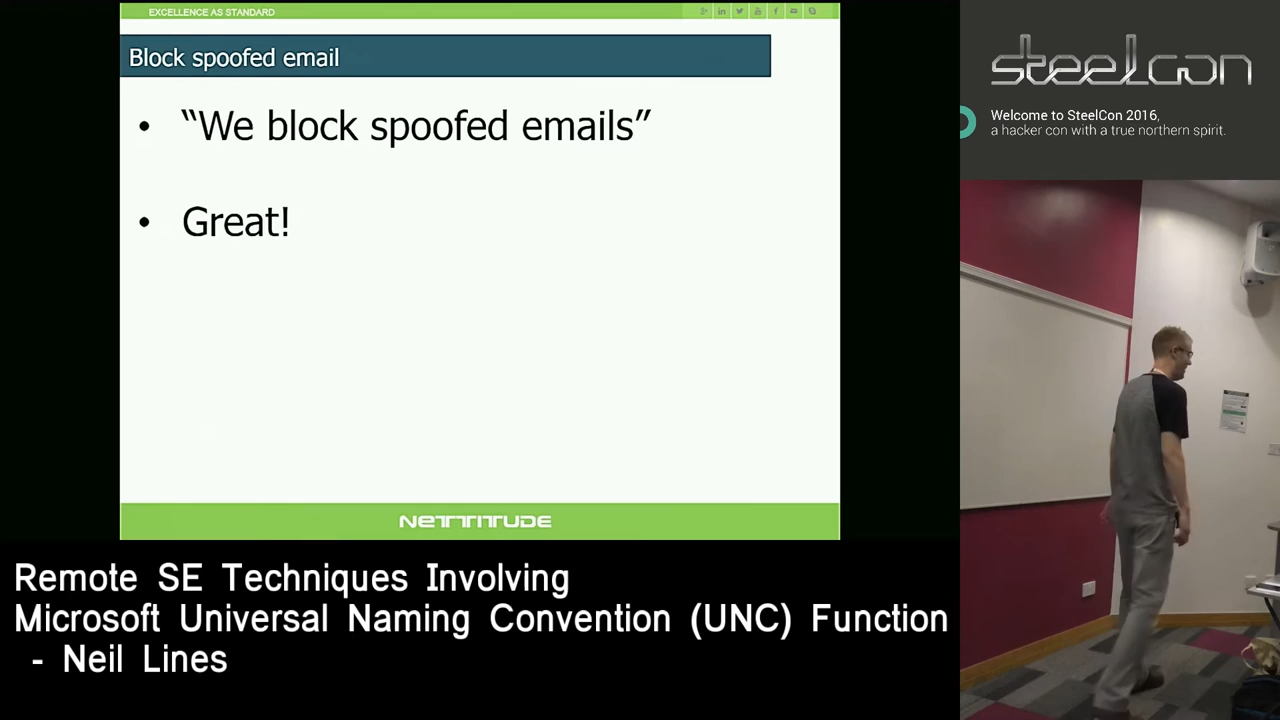 EXCELLENCE AS STANDARD
Block spoofed email
• “We block spoofed emails”
• Great!
NETTITUDE
steelcon
Welcome to SteelCon 2016,
a hacker con with a true northern spirit.
Remote SE Techniques Involving
Microsoft Universal Naming Convention (UNC) Function
- Neil Lines